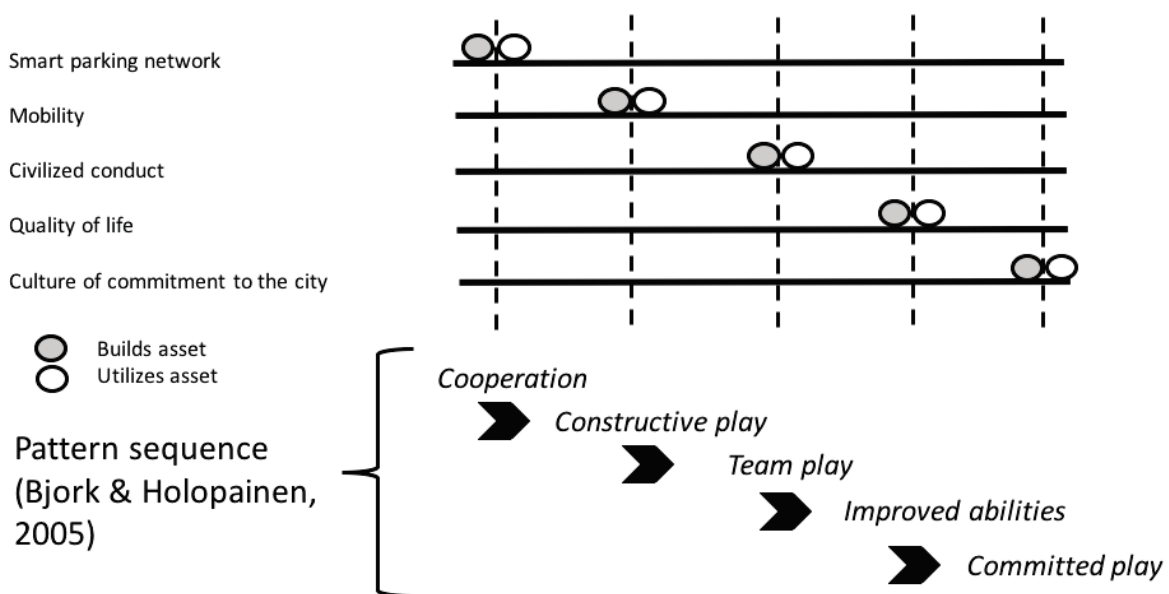 Smart parking network
Mobility
Civilized conduct
Quality of life
Culture of commitment to the city
Builds asset
Utilizes asset
Pattern sequence
(Bjork & Holopainen,
2005)
Cooperation
Constructive play
Team play
Improved abilities
Committed play